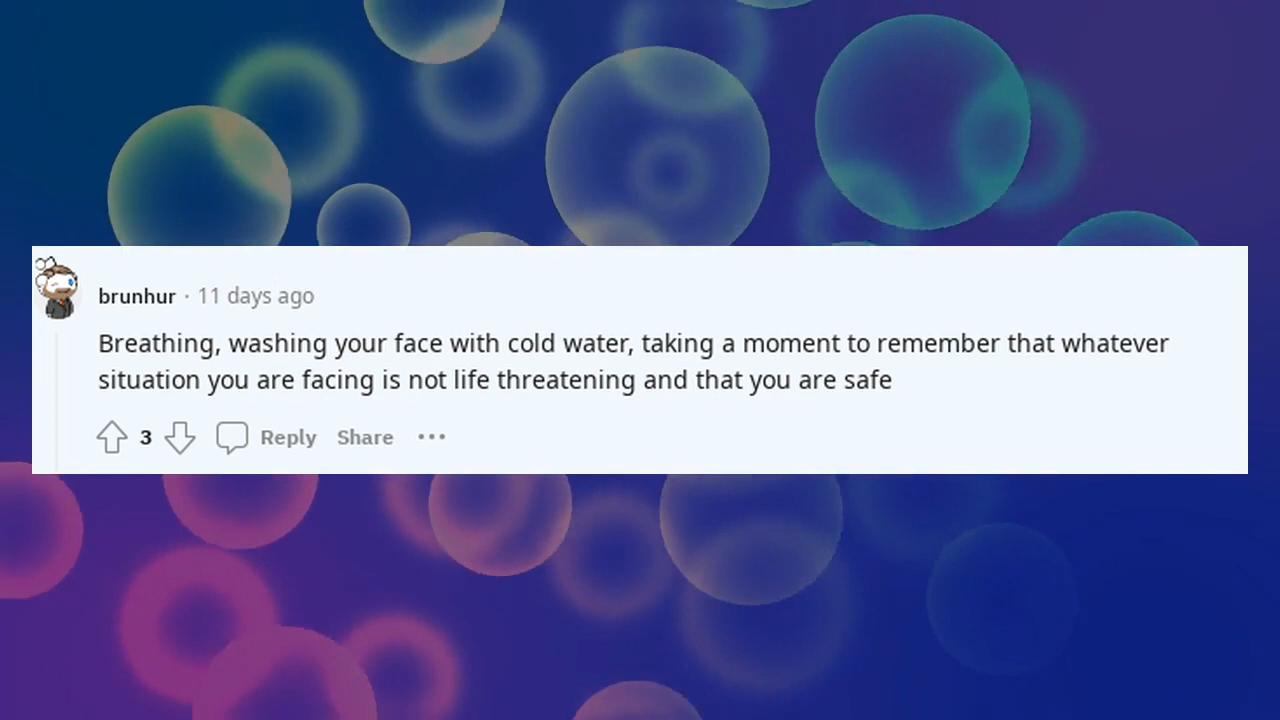 brunhur · 11 days ago
Breathing, washing your face with cold water, taking a moment to remember that whatever
situation you are facing is not life threatening and that you are safe
3 Reply Share ···